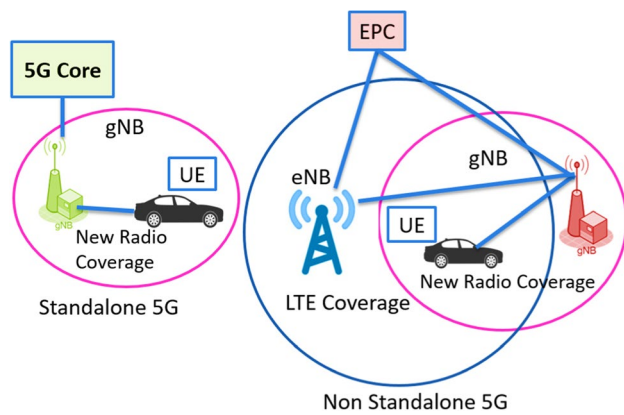 5G Core
gNB
UE
gNB
New Radio
Coverage
Standalone 5G
EPC
eNB
gNB
UE
gNB
New Radio Coverage
LTE Coverage
Non Standalone 5G